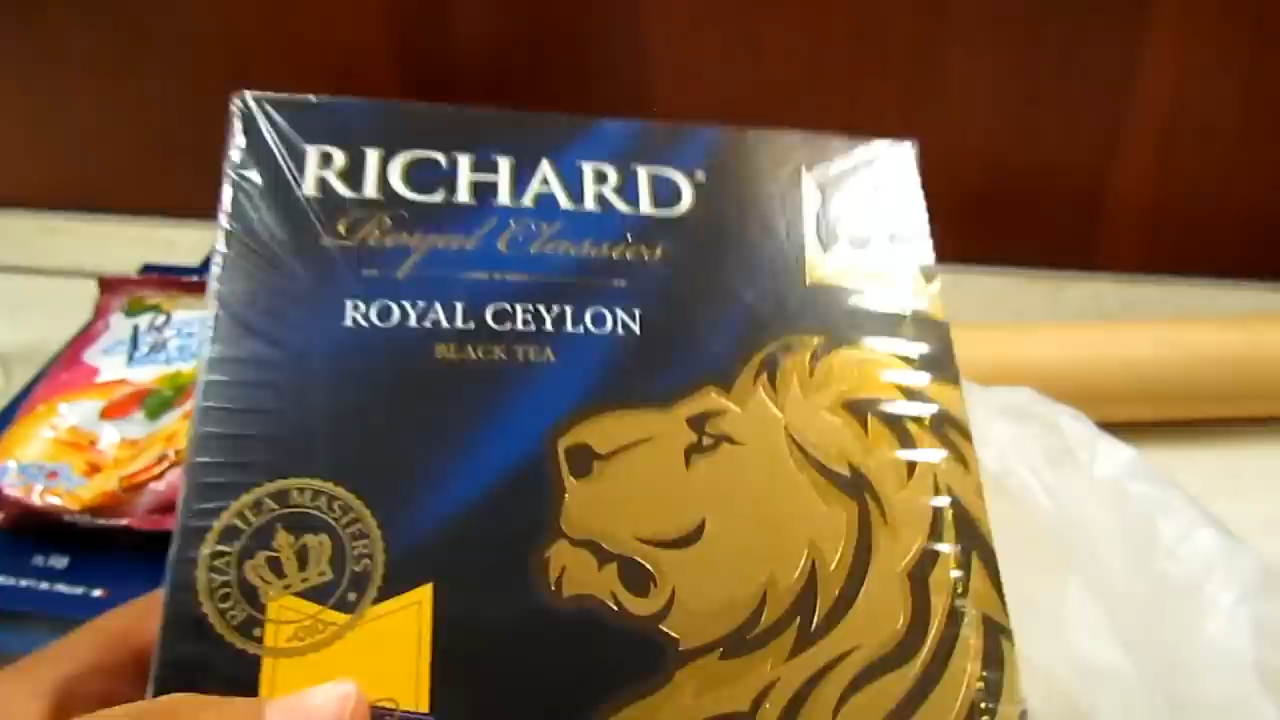 RICHARD
Royal Classics
ROYAL CEYLON
BLACK TEA
ROYAL TEA MASTERS